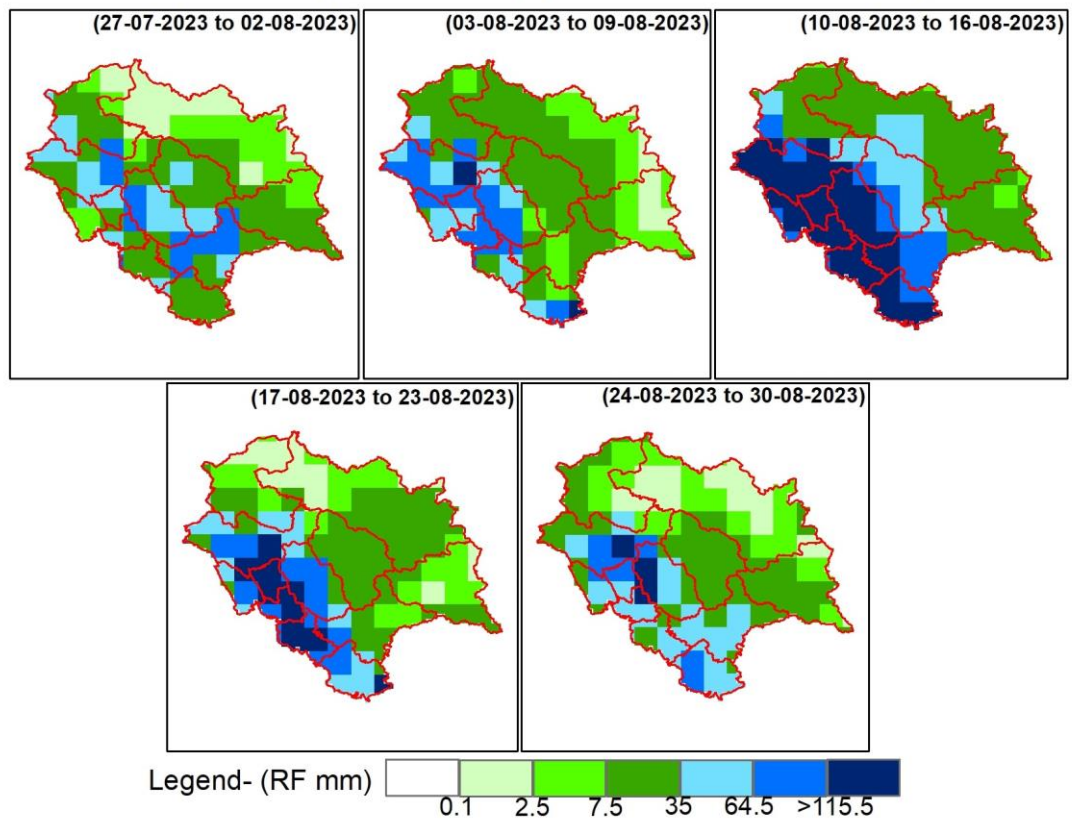 (27-07-2023 to 02-08-2023)
(03-08-2023 to 09-08-2023)
(10-08-2023 to 16-08-2023)
(17-08-2023 to 23-08-2023)
(24-08-2023 to 30-08-2023)
Legend- (RF mm)
0.1 2.5 7.5 35 64.5 >115.5